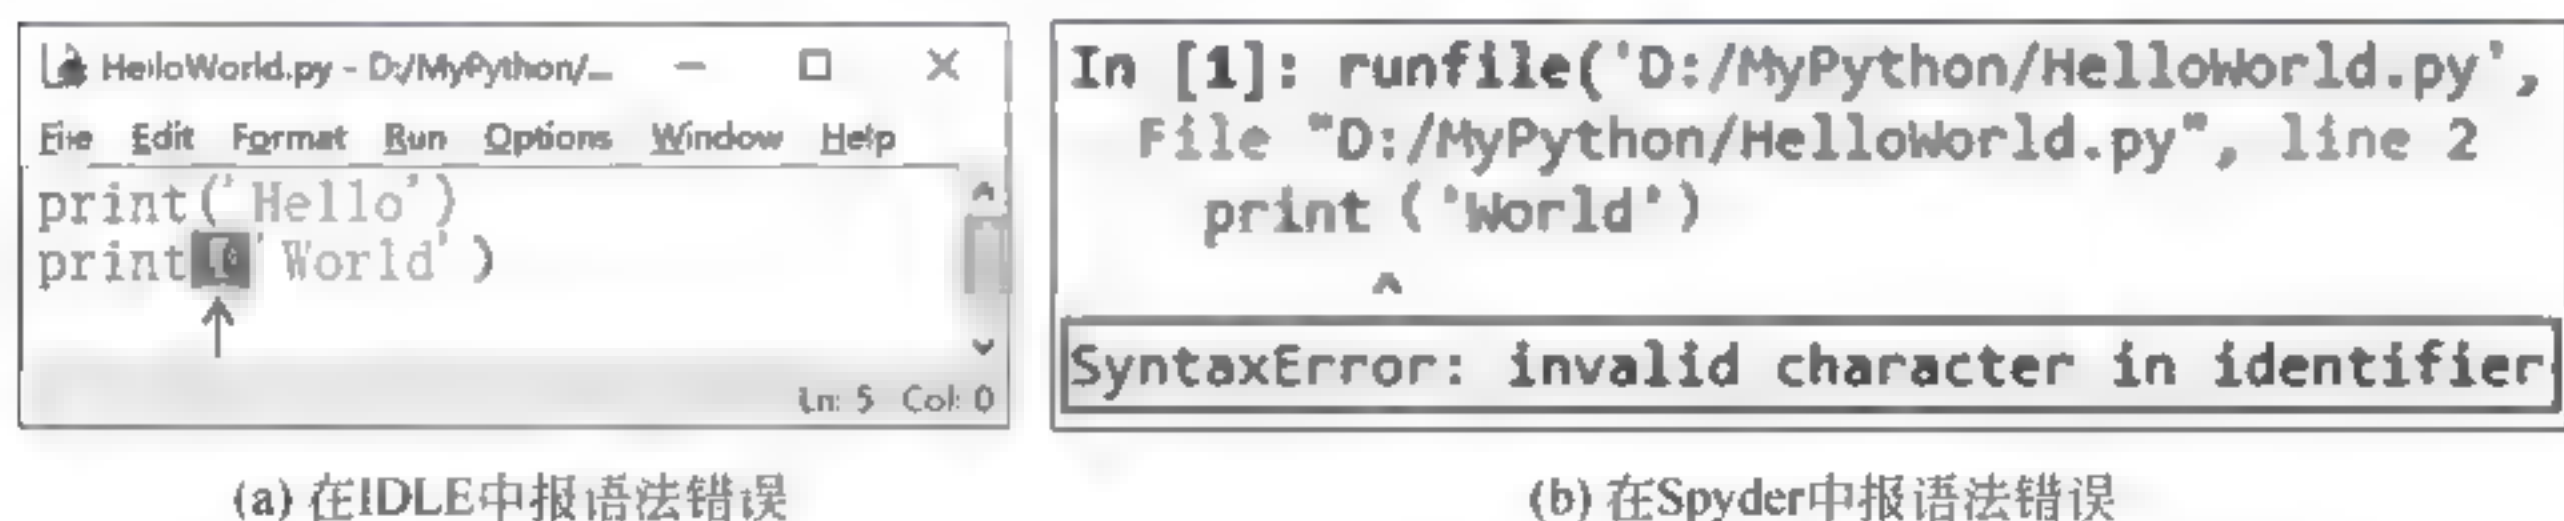 HelloWorld.py - D:/MyPython/...
File Edit Format Run Options Window Help
print('Hello')
print（'World')
Ln: 5 Col: 0
(a) 在IDLE中报语法错误
In [1]: runfile('D:/MyPython/HelloWorld.py',
File "D:/MyPython/HelloWorld.py", line 2
print（'World')
^
SyntaxError: invalid character in identifier
(b) 在Spyder中报语法错误